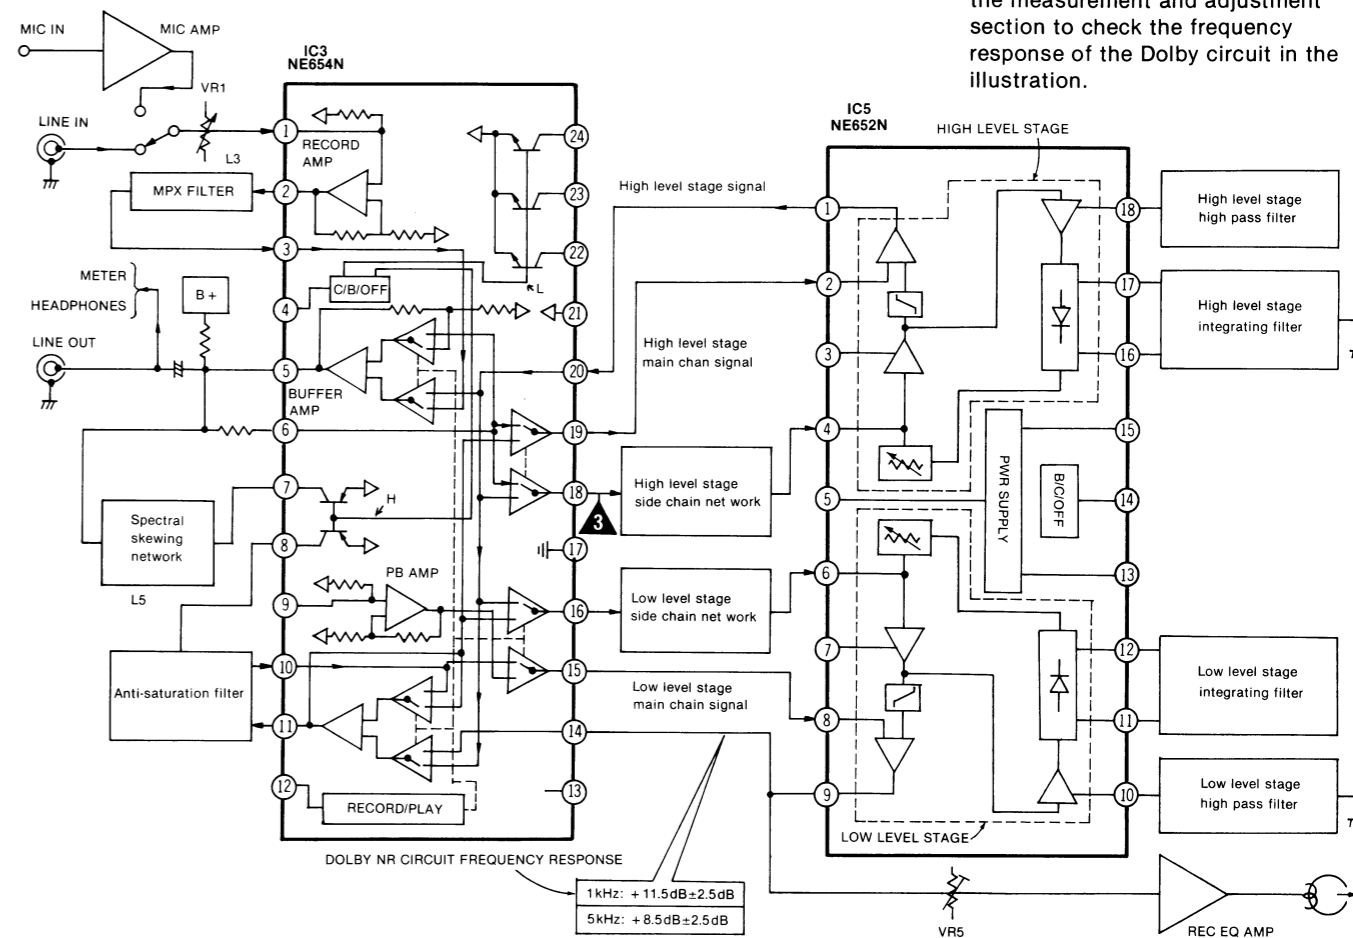 the measurement and adjustment
section to check the frequency
response of the Dolby circuit in the
illustration.
MIC IN
MIC AMP
VR1
LINE IN
L3
MPX FILTER
METER
HEADPHONES
B +
LINE OUT
Spectral
skewing
network
L5
Anti-saturation filter
IC3
NE654N
1
RECORD
AMP
2
3
4
C/B/OFF
5
BUFFER
AMP
6
7
H
8
PB AMP
9
10
11
12
RECORD/PLAY
24
23
22
L
21
20
19
18
3
17
16
15
14
13
High level stage signal
High level stage
main chan signal
High level stage
side chain net work
Low level stage
side chain net work
Low level stage
main chain signal
DOLBY NR CIRCUIT FREQUENCY RESPONSE
1kHz: +11.5dB±2.5dB
5kHz: +8.5dB±2.5dB
IC5
NE652N
HIGH LEVEL STAGE
1
2
3
4
5
6
7
8
9
PWR SUPPLY
B/C/OFF
LOW LEVEL STAGE
18
17
16
15
14
13
12
11
10
High level stage
high pass filter
High level stage
integrating filter
Low level stage
integrating filter
Low level stage
high pass filter
VR5
REC EQ AMP